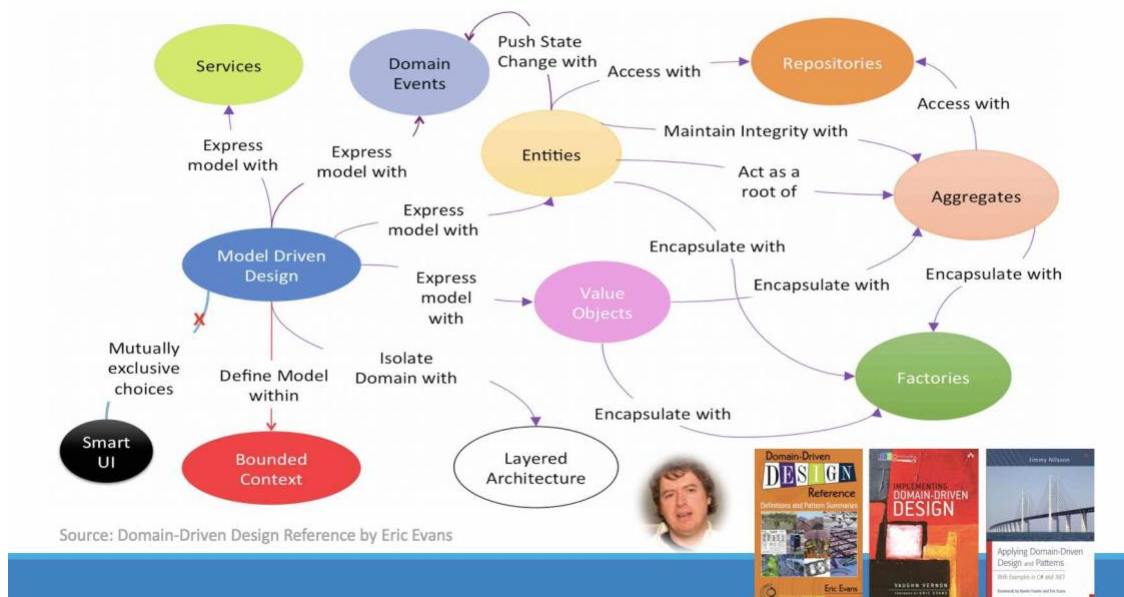 Services
Domain
Events
Push State
Change with
Access with
Repositories
Access with
Express
model with
Express
model with
Entities
Maintain Integrity with
Act as a
root of
Aggregates
Express
model with
Model Driven
Design
Encapsulate with
Express
model
with
Value
Objects
Encapsulate with
Encapsulate with
Mutually
exclusive
choices
Define Model
within
Isolate
Domain with
Encapsulate with
Factories
Smart
UI
Bounded
Context
Layered
Architecture
Source: Domain-Driven Design Reference by Eric Evans
Domain-Driven
DESIGN
Reference
Definitions and Pattern Summaries
Eric Evans
IMPLEMENTING
DOMAIN-DRIVEN
DESIGN
VAUGHN VERNON
Jimmy Nilsson
Applying Domain-Driven
Design and Patterns
With Examples in C# and .NET